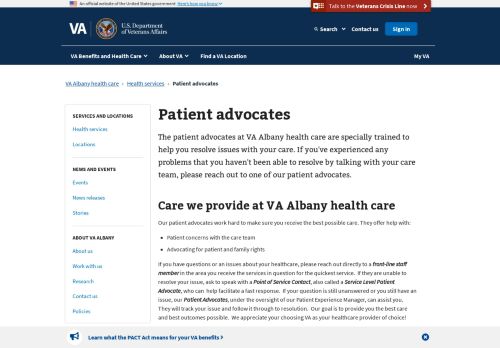 An official website of the United States government Here's how you know
Talk to the Veterans Crisis Line now
VA
U.S. Department
of Veterans Affairs
Search
Contact us
Sign in
VA Benefits and Health Care
About VA
Find a VA Location
My VA
VA Albany health care › Health services › Patient advocates
SERVICES AND LOCATIONS
Health services
Locations
NEWS AND EVENTS
Events
News releases
Stories
ABOUT VA ALBANY
About us
Work with us
Research
Contact us
Policies
Patient advocates
The patient advocates at VA Albany health care are specially trained to
help you resolve issues with your care. If you've experienced any
problems that you haven't been able to resolve by talking with your care
team, please reach out to one of our patient advocates.
Care we provide at VA Albany health care
Our patient advocates work hard to make sure you receive the best possible care. They offer help with:
• Patient concerns with the care team
• Advocating for patient and family rights
If you have questions or an issues about your healthcare, please reach out directly to a front-line staff
member in the area you receive the services in question for the quickest service. If they are unable to
resolve your issue, ask to speak with a Point of Service Contact, also called a Service Level Patient
Advocate, who can help facilitate a fast response. If your question is still unanswered or you still have an
issue, our Patient Advocates, under the oversight of our Patient Experience Manager, can assist you.
They will track your issue and follow it through to resolution. Our goal is to provide you the best care
and best outcomes possible. We appreciate your choosing VA as your healthcare provider of choice!
Learn what the PACT Act means for your VA benefits